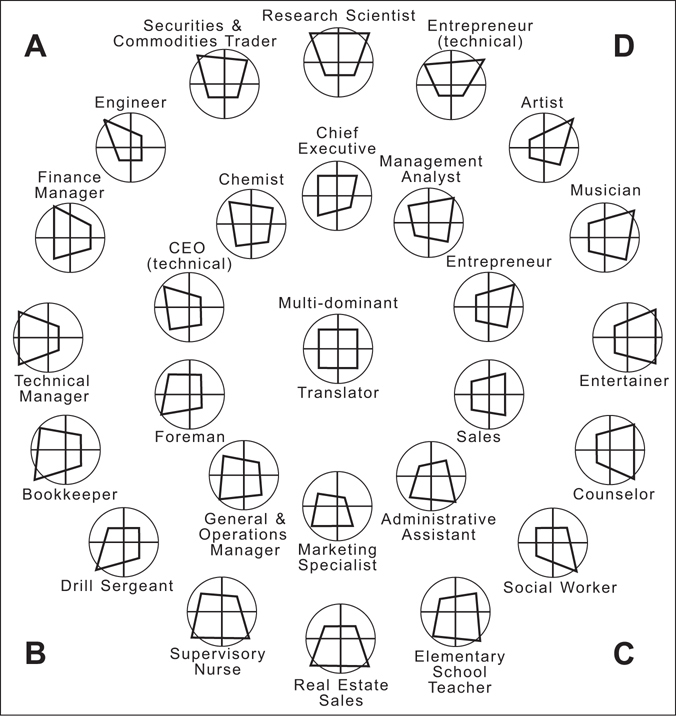 A
Securities &
Commodities Trader
Research Scientist
Entrepreneur
(technical)
D
Engineer
Artist
Chief
Executive
Management
Analyst
Finance
Manager
Chemist
Musician
CEO
(technical)
Entrepreneur
Multi-dominant
Translator
Technical
Manager
Entertainer
Foreman
Sales
Bookkeeper
Counselor
General &
Operations
Manager
Marketing
Specialist
Administrative
Assistant
Drill Sergeant
Social Worker
B
Supervisory
Nurse
Real Estate
Sales
Elementary
School
Teacher
C